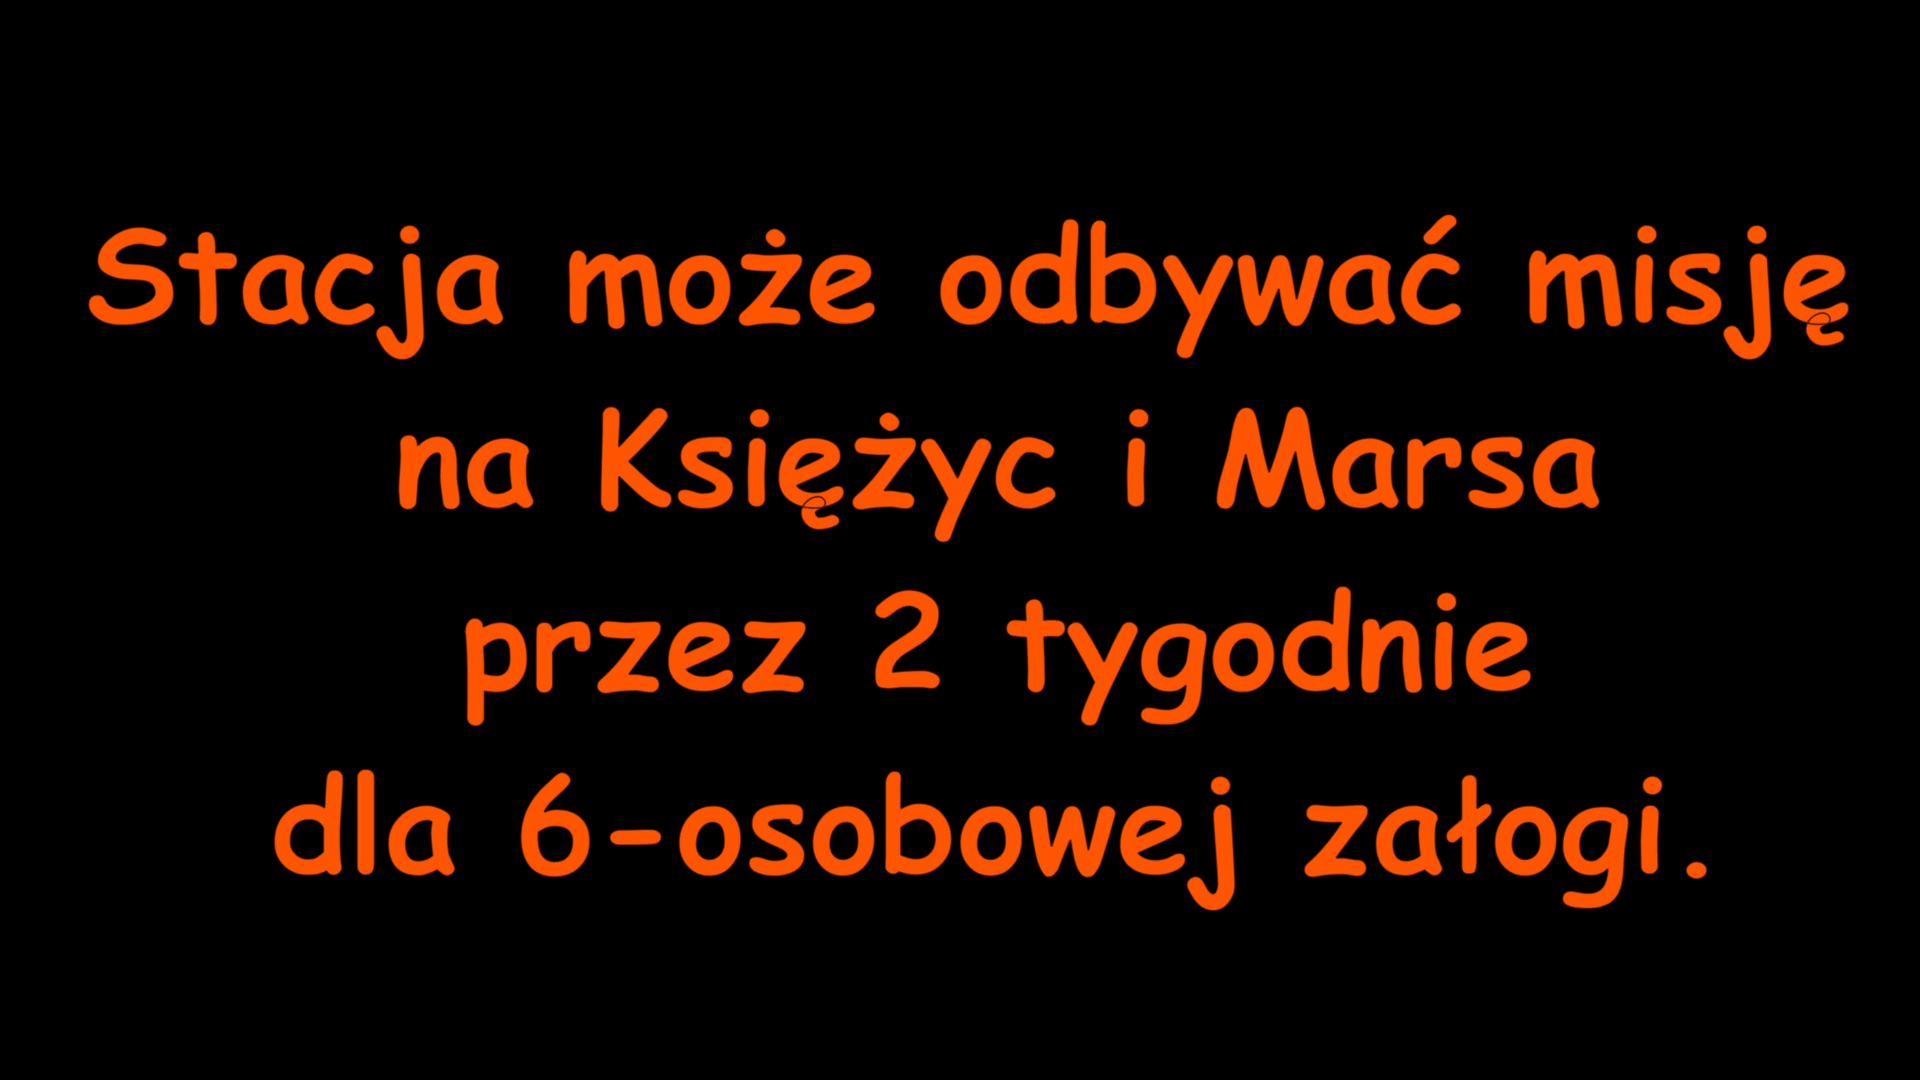 Stacja może odbywać misję
na Księżyc i Marsa
przez 2 tygodnie
dla 6-osobowej załogi.